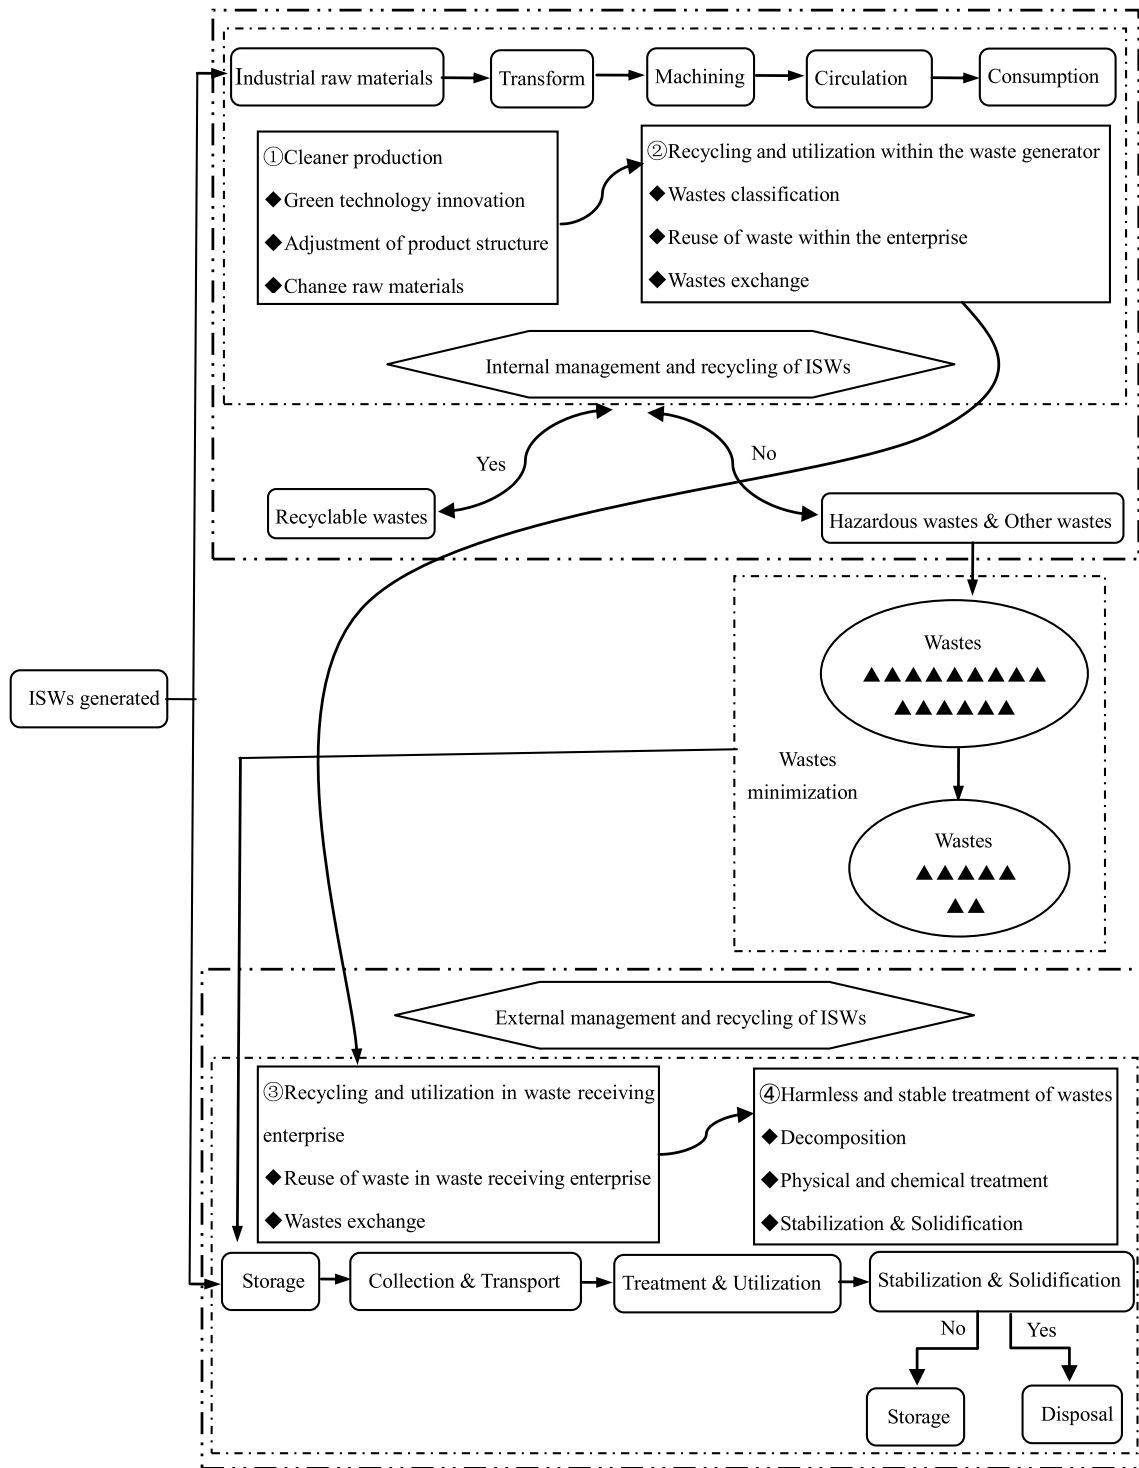 Industrial raw materials
Transform
Machining
Circulation
Consumption
①Cleaner production
◆Green technology innovation
◆Adjustment of product structure
◆Change raw materials
②Recycling and utilization within the waste generator
◆Wastes classification
◆Reuse of waste within the enterprise
◆Wastes exchange
Internal management and recycling of ISWs
Yes
No
Recyclable wastes
Hazardous wastes & Other wastes
ISWs generated
Wastes
Wastes
minimization
Wastes
External management and recycling of ISWs
③Recycling and utilization in waste receiving
enterprise
◆Reuse of waste in waste receiving enterprise
◆Wastes exchange
④Harmless and stable treatment of wastes
◆Decomposition
◆Physical and chemical treatment
◆Stabilization & Solidification
Storage
Collection & Transport
Treatment & Utilization
Stabilization & Solidification
No
Yes
Storage
Disposal